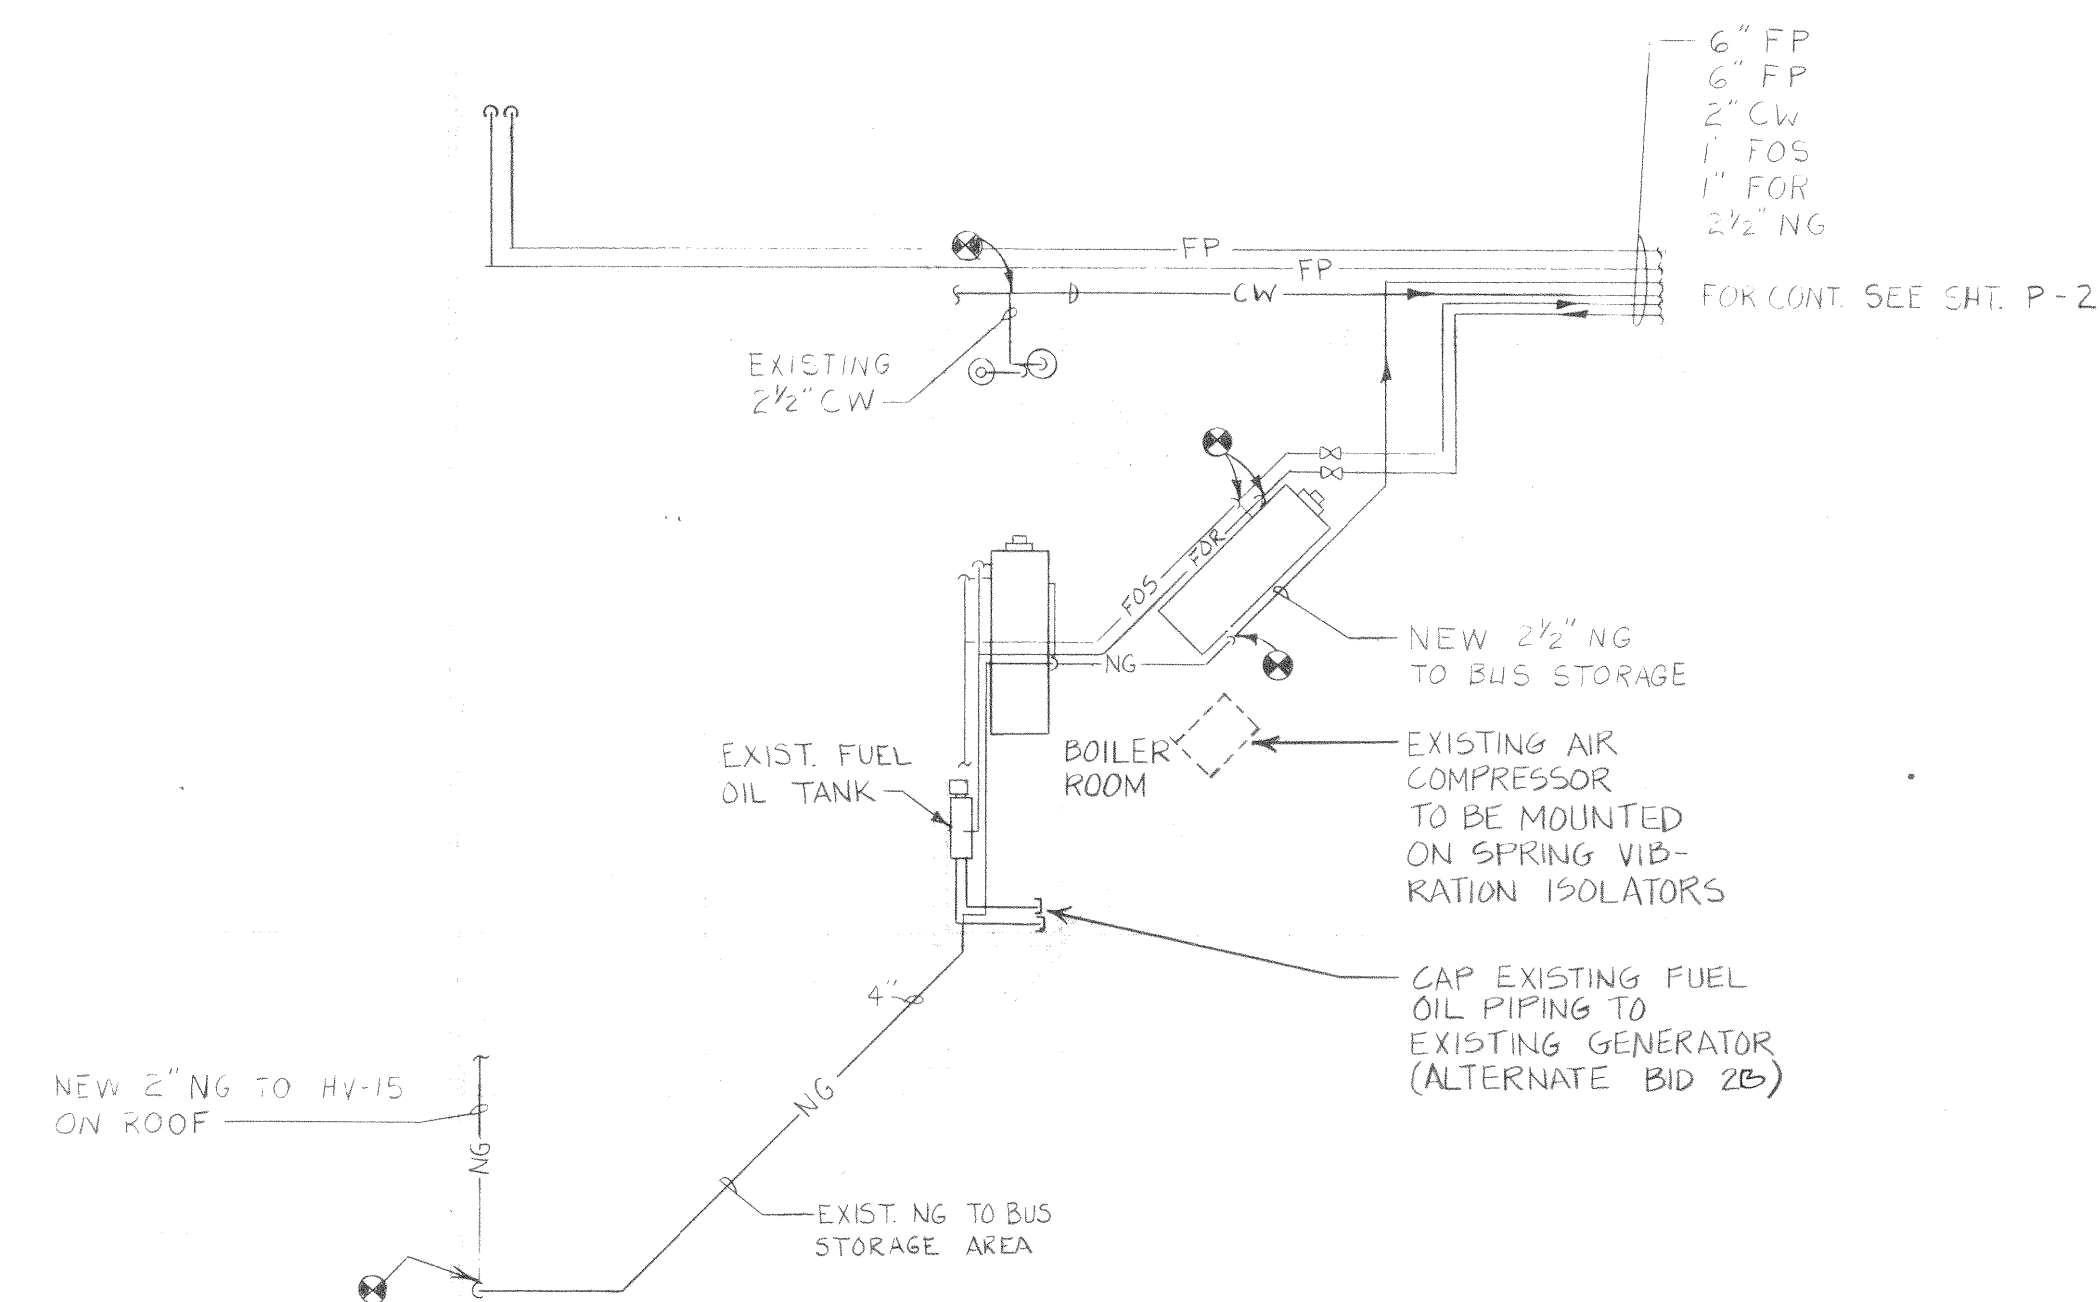 6" FP
6" FP
2" CW
1" FOS
1" FOR
2½" NG
FP
FP
CW
FOR CONT. SEE SHT. P-2
EXISTING
2½" CW
FOS
FOR
NG
NEW 2½" NG
TO BUS STORAGE
EXIST. FUEL
OIL TANK
BOILER
ROOM
EXISTING AIR
COMPRESSOR
TO BE MOUNTED
ON SPRING VIB-
RATION ISOLATORS
4"
CAP EXISTING FUEL
OIL PIPING TO
EXISTING GENERATOR
(ALTERNATE BID 2B)
NG
NEW 2" NG TO HV-15
ON ROOF
NG
EXIST. NG TO BUS
STORAGE AREA